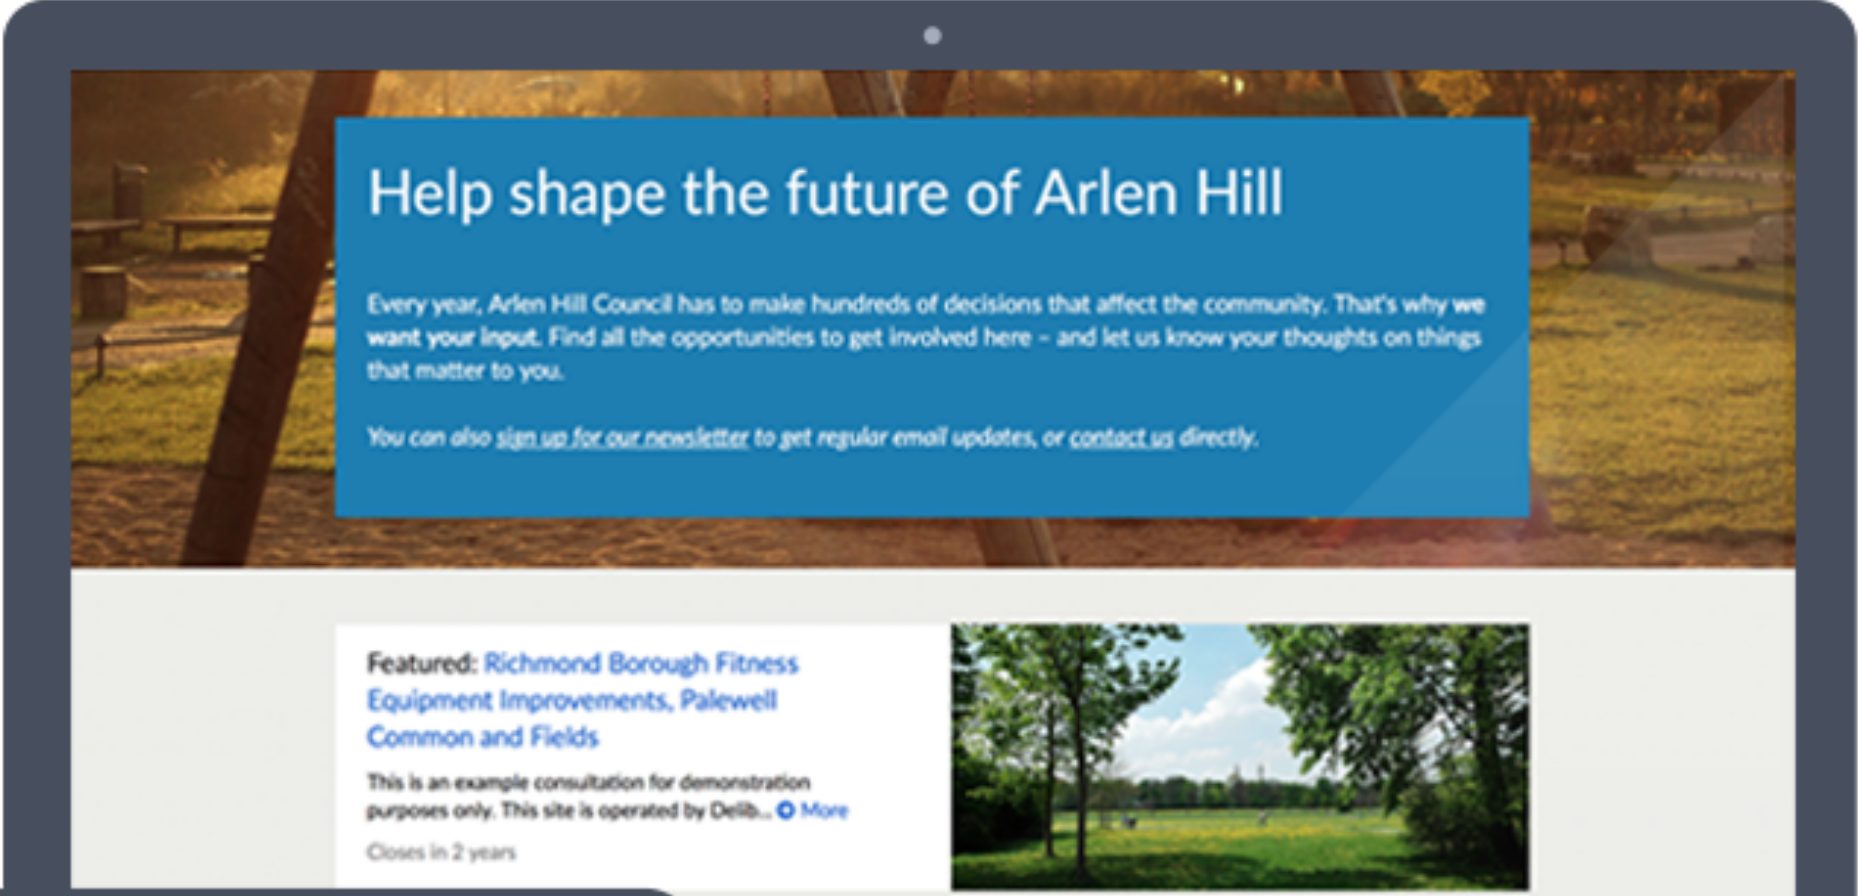 Help shape the future of Arlen Hill
Every year, Arlen Hill Council has to make hundreds of decisions that affect the community. That's why we
want your input. Find all the opportunities to get involved here – and let us know your thoughts on things
that matter to you.
You can also sign up for our newsletter to get regular email updates, or contact us directly.
Featured: Richmond Borough Fitness
Equipment Improvements, Palewell
Common and Fields
This is an example consultation for demonstration
purposes only. This site is operated by Delib... More
Closes in 2 years